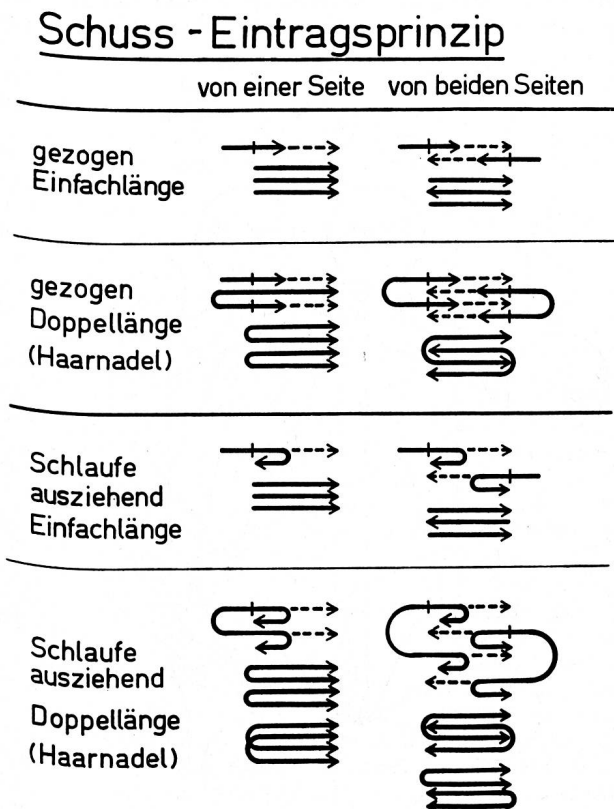 Schuss - Eintragsprinzip
von einer Seite von beiden Seiten
gezogen
Einfachlänge
gezogen
Doppellänge
(Haarnadel)
Schlaufe
ausziehend
Einfachlänge
Schlaufe
ausziehend
Doppellänge
(Haarnadel)